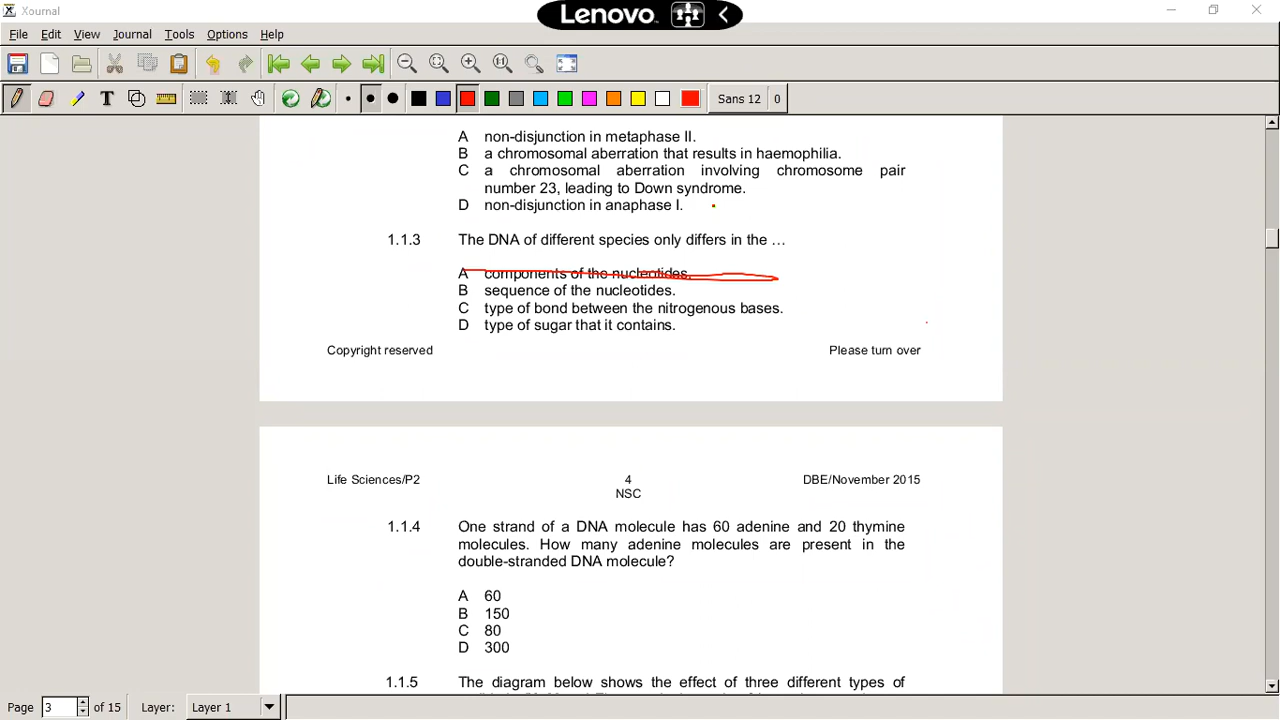 Xournal
Lenovo
File Edit View Journal Tools Options Help
Sans 12 0
A non-disjunction in metaphase II.
B a chromosomal aberration that results in haemophilia.
C a chromosomal aberration involving chromosome pair
number 23, leading to Down syndrome.
D non-disjunction in anaphase I.
1.1.3 The DNA of different species only differs in the …
A components of the nucleotides.
B sequence of the nucleotides.
C type of bond between the nitrogenous bases.
D type of sugar that it contains.
Copyright reserved Please turn over
Life Sciences/P2 4 DBE/November 2015
NSC
1.1.4 One strand of a DNA molecule has 60 adenine and 20 thymine
molecules. How many adenine molecules are present in the
double-stranded DNA molecule?
A 60
B 150
C 80
D 300
1.1.5 The diagram below shows the effect of three different types of
Page 3 of 15 Layer: Layer 1